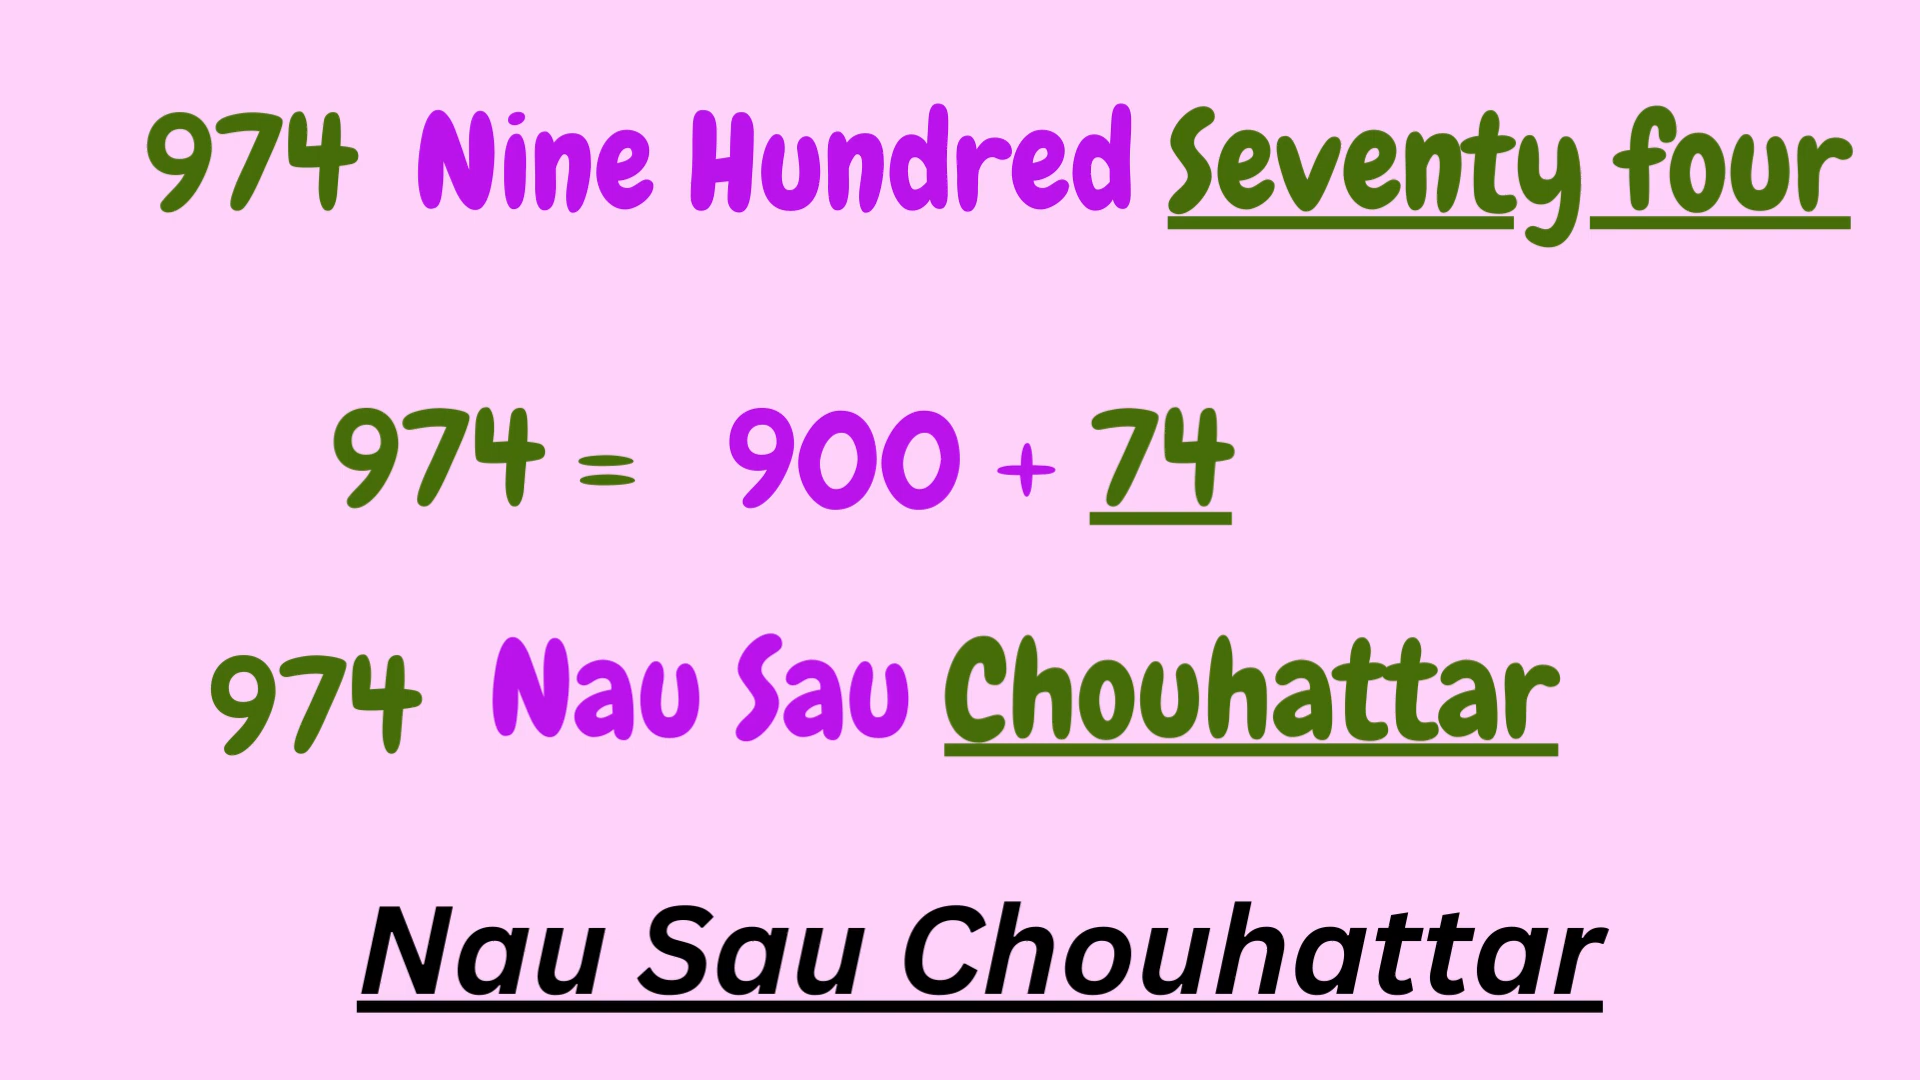 974 Nine Hundred Seventy four
974 = 900 + 74
974 Nau Sau Chouhattar
Nau Sau Chouhattar